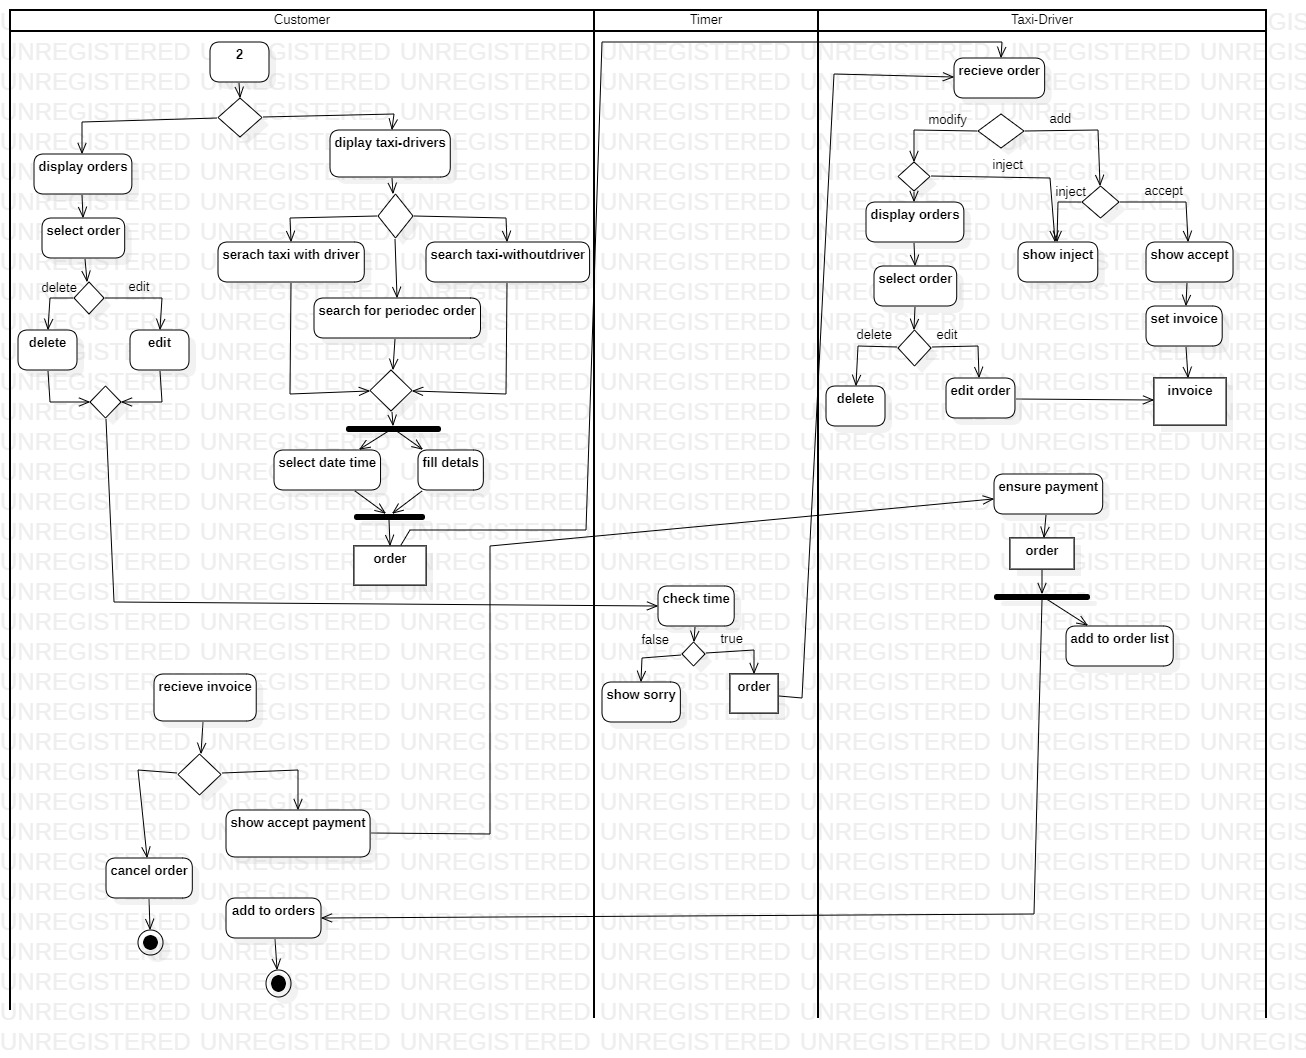 Customer
Timer
Taxi-Driver
2
recieve order
modify
add
diplay taxi-drivers
display orders
inject
inject
accept
display orders
select order
serach taxi with driver
search taxi-withoutdriver
show inject
show accept
select order
delete
edit
search for periodec order
set invoice
delete
edit
delete
edit
delete
edit order
invoice
select date time
fill detals
ensure payment
order
order
check time
false
true
add to order list
recieve invoice
show sorry
order
show accept payment
cancel order
add to orders
UNREGISTERED